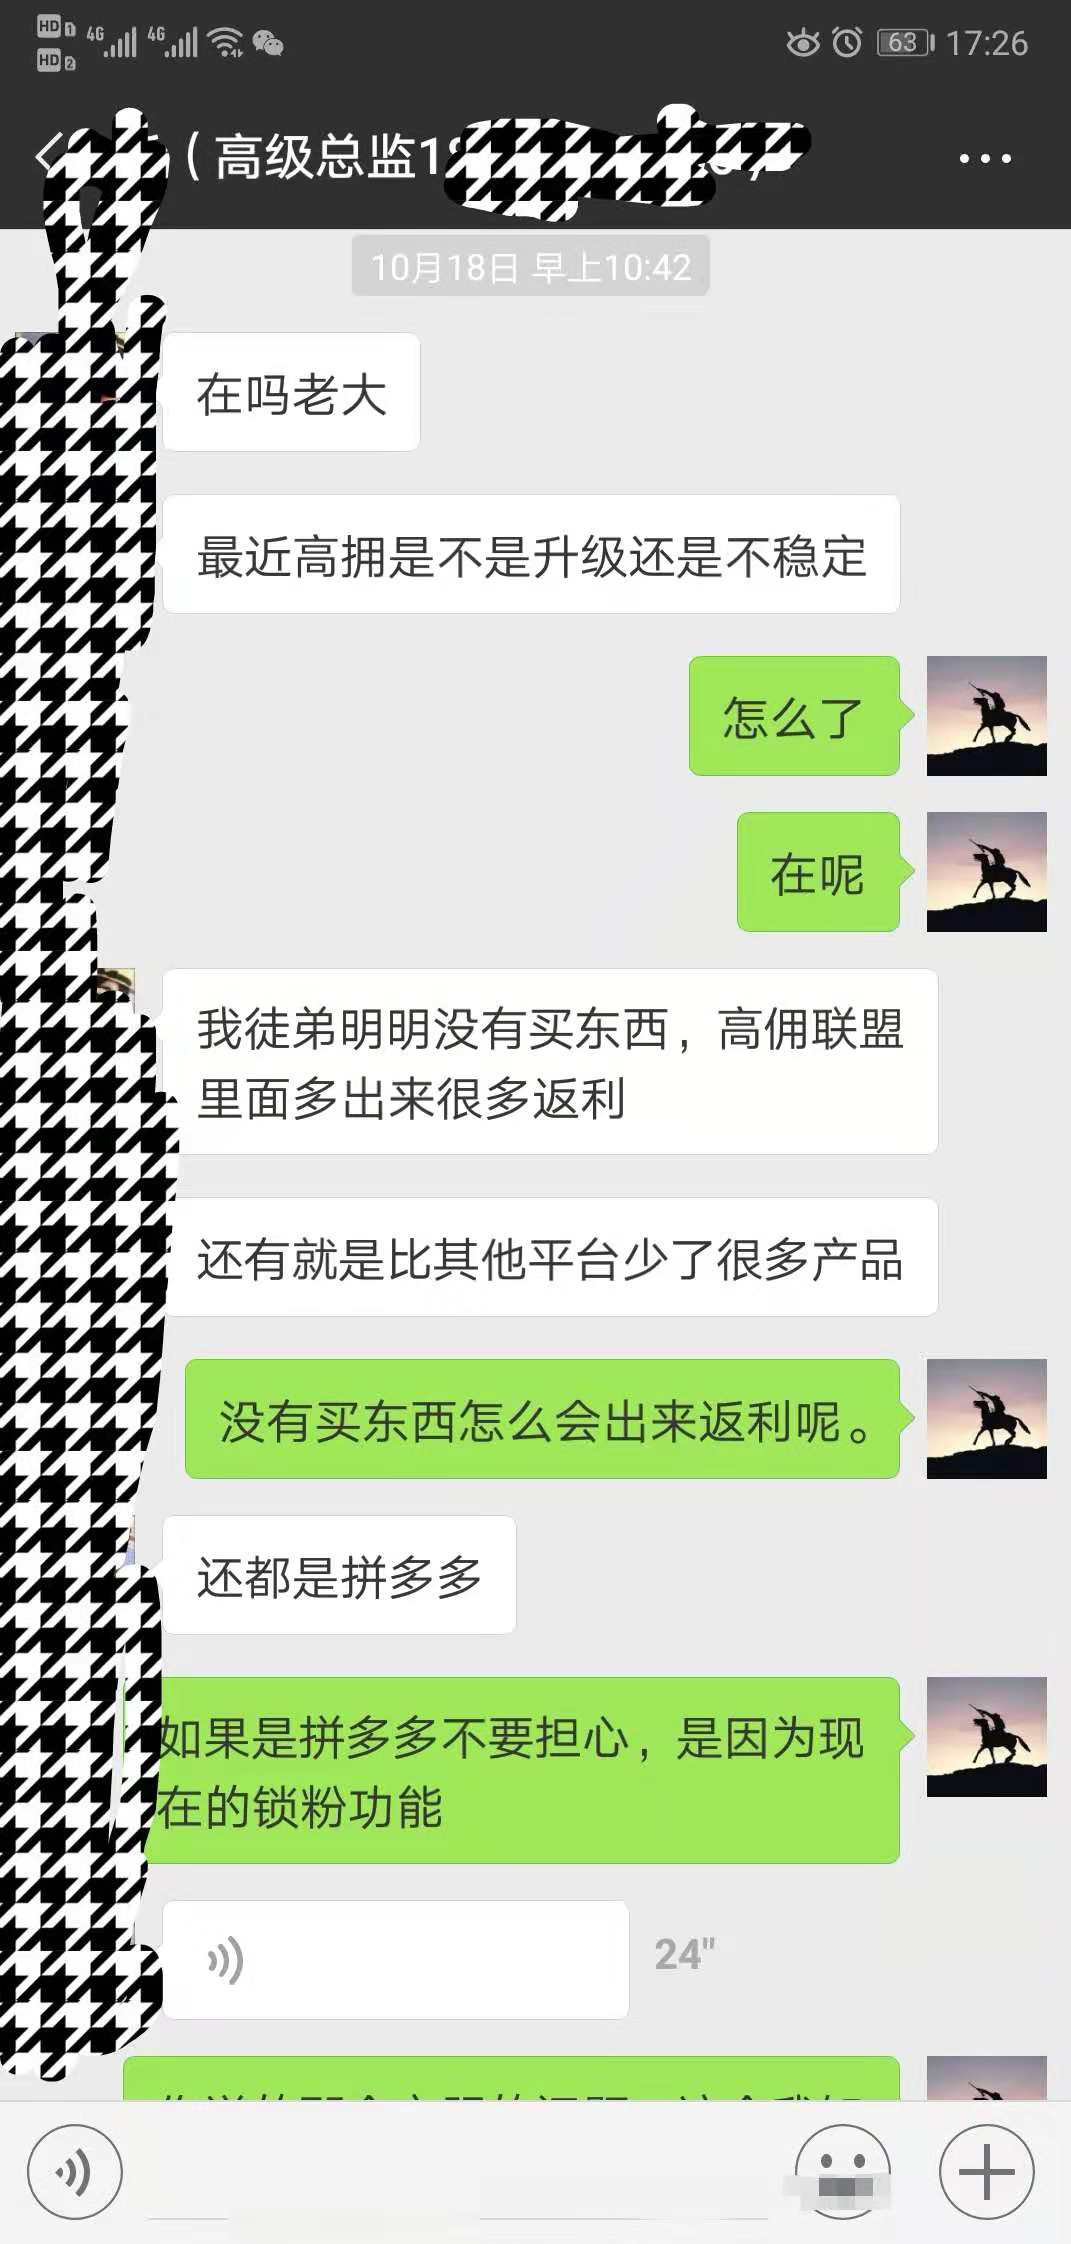 HD 1 4G 4G 63 17:26
HD 2
（高级总监1
10月18日 早上10:42
在吗老大
最近高拥是不是升级还是不稳定
怎么了
在呢
我徒弟明明没有买东西，高佣联盟
里面多出来很多返利
还有就是比其他平台少了很多产品
没有买东西怎么会出来返利呢。
还都是拼多多
如果是拼多多不要担心，是因为现
在的锁粉功能
24"